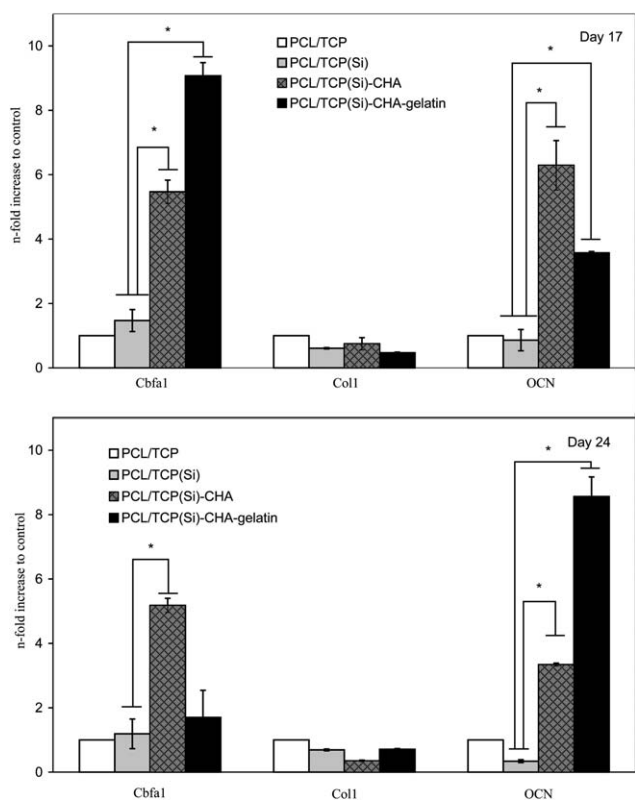 Day 17
PCL/TCP
PCL/TCP(Si)
PCL/TCP(Si)-CHA
PCL/TCP(Si)-CHA-gelatin
*
*
*
*
n-fold increase to control
10
8
6
4
2
0
Cbfa1 Col1 OCN
Day 24
PCL/TCP
PCL/TCP(Si)
PCL/TCP(Si)-CHA
PCL/TCP(Si)-CHA-gelatin
*
*
*
n-fold increase to control
10
8
6
4
2
0
Cbfa1 Col1 OCN